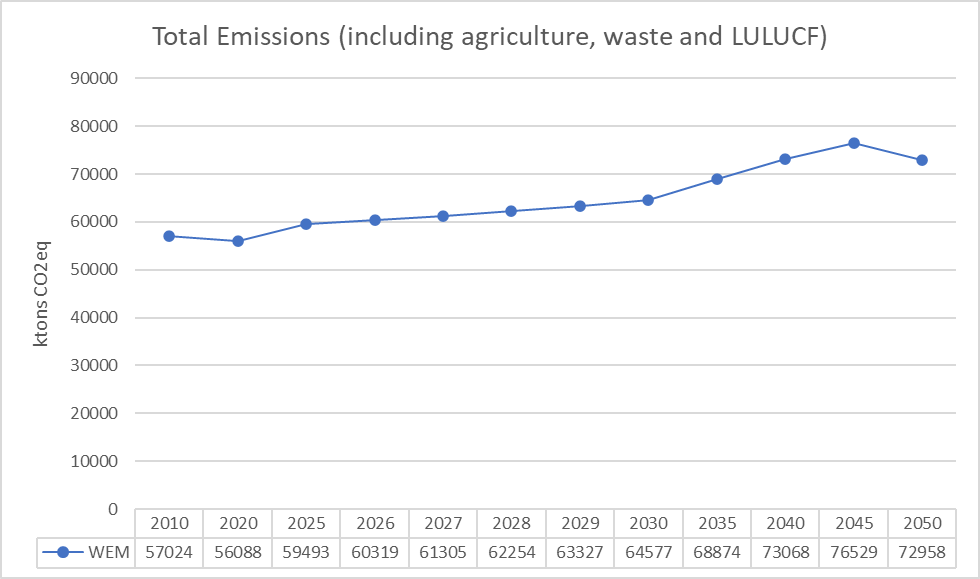 Total Emissions (including agriculture, waste and LULUCF)
ktons CO2eq
90000
80000
70000
60000
50000
40000
30000
20000
10000
0
2010 2020 2025 2026 2027 2028 2029 2030 2035 2040 2045 2050
WEM 57024 56088 59493 60319 61305 62254 63327 64577 68874 73068 76529 72958